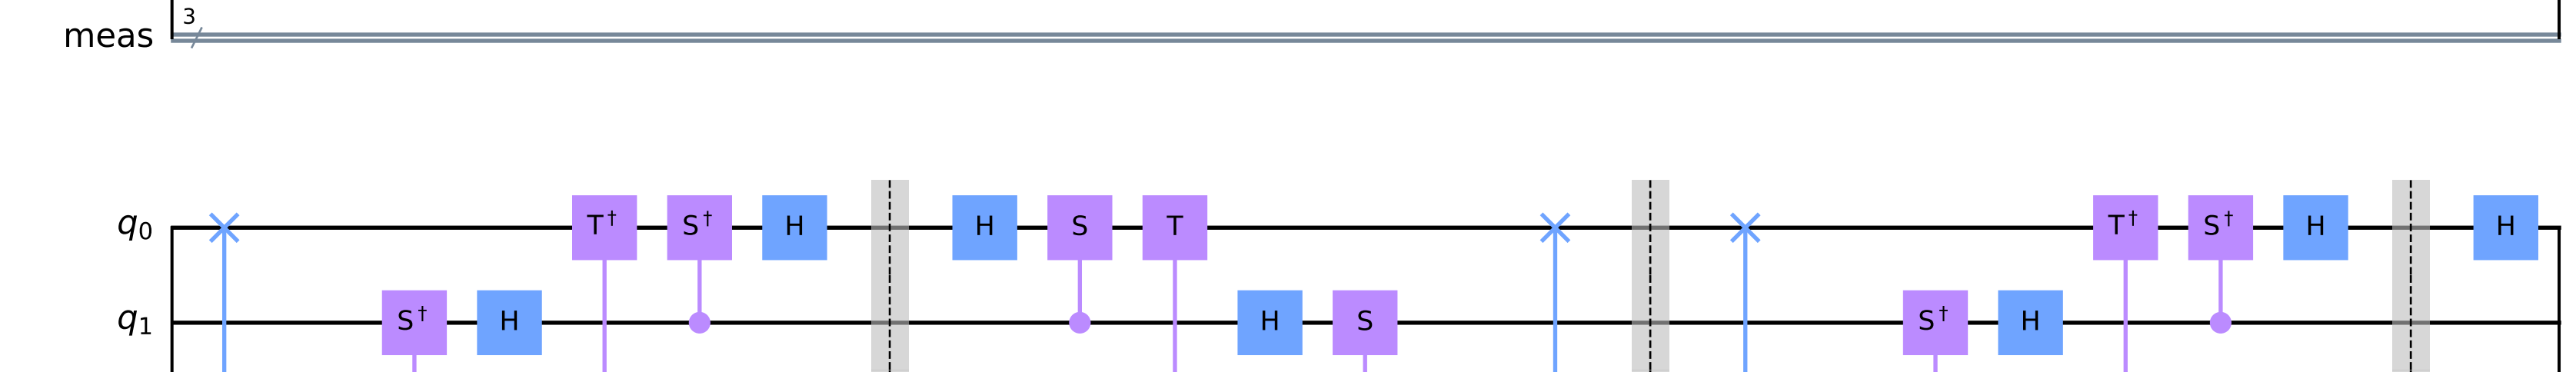 3
meas
q0 T† S† H H S T T† S† H H
q1 S† H H S S† H